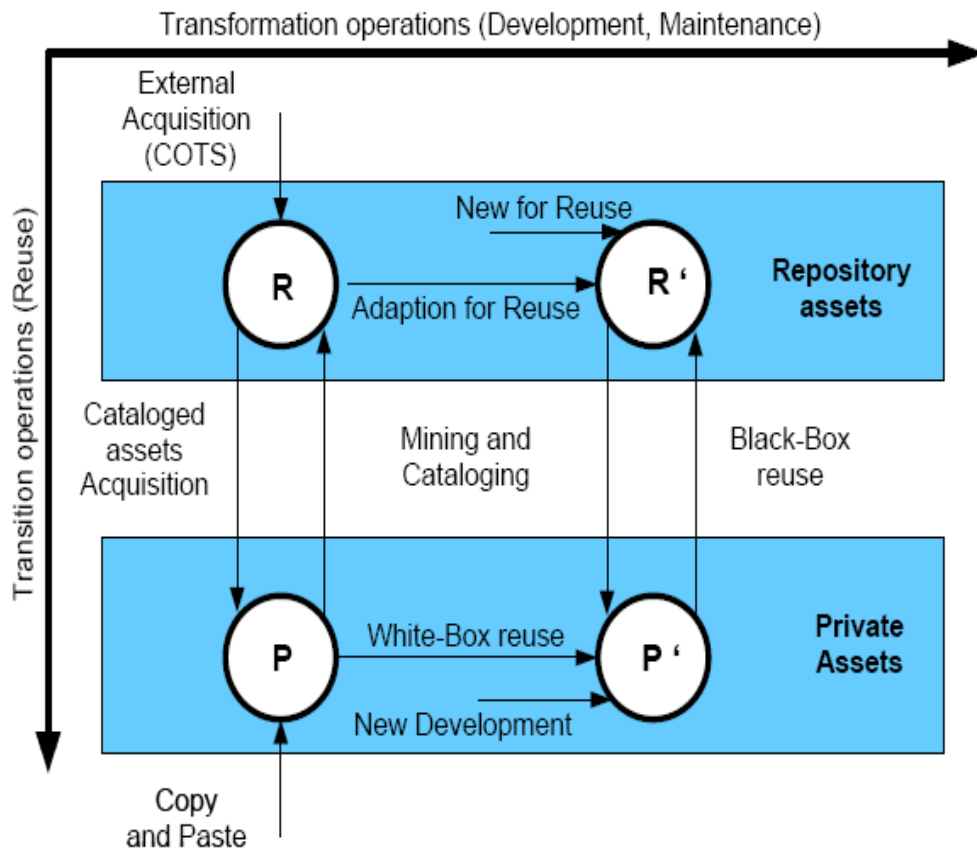 Transformation operations (Development, Maintenance)
Transition operations (Reuse)
External
Acquisition
(COTS)
New for Reuse
R
R ‘
Repository
assets
Adaption for Reuse
Cataloged
assets
Acquisition
Mining and
Cataloging
Black-Box
reuse
White-Box reuse
P
P ‘
Private
Assets
New Development
Copy
and Paste